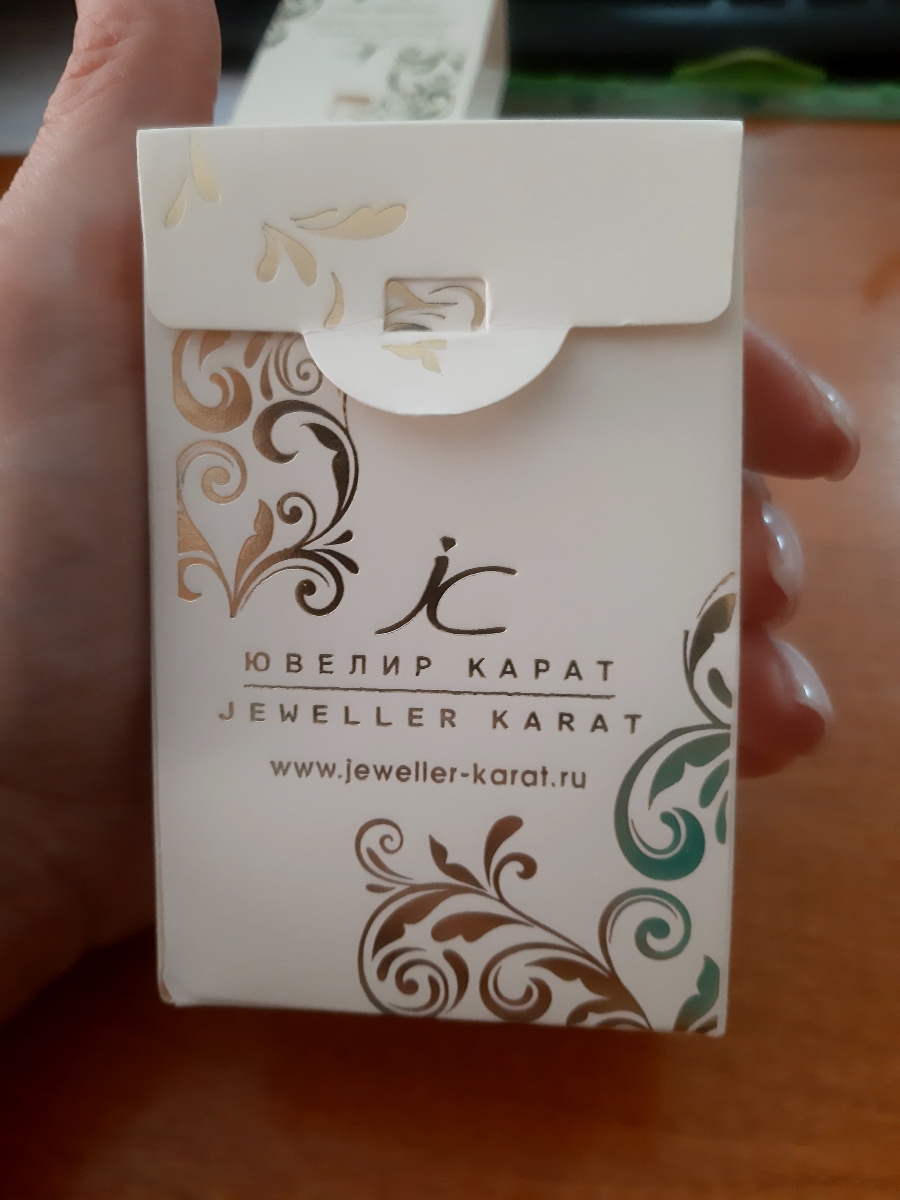 jc
ЮВЕЛИР КАРАТ
JEWELLER KARAT
www.jeweller-karat.ru